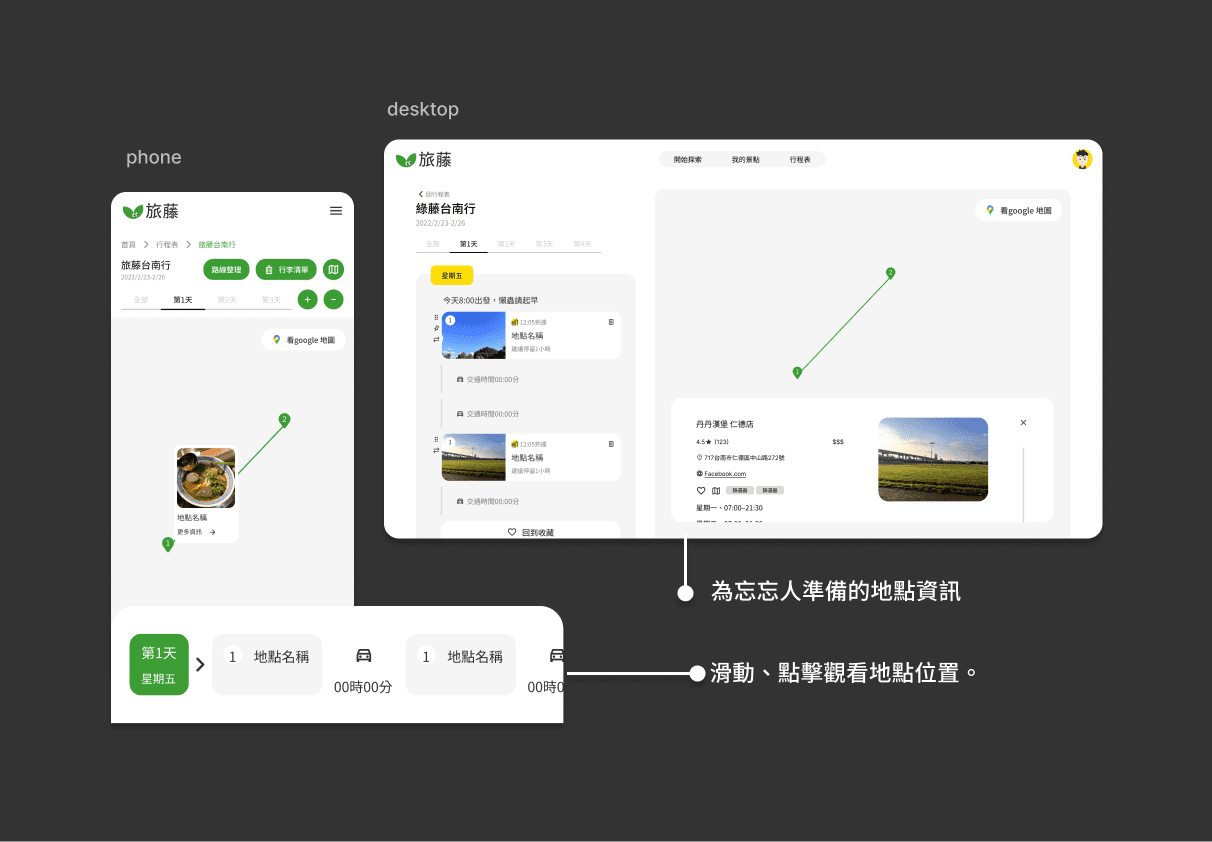 desktop
phone
旅藤
首頁 行程表 旅藤台南行
旅藤台南行
2022/2/23-2/26
路線整理
行李清單
全部 第1天 第2天 第3天 + −
看google 地圖
2
地點名稱
更多資訊
1
第1天
星期五
1 地點名稱
00時00分
1 地點名稱
00時0
旅藤
開始探索 我的景點 行程表
回行程表
綠藤台南行
2022/2/23-2/26
全部 第1天 第2天 第3天 第4天
星期五
今天8:00出發，懶蟲請起早
1
12:05到達
地點名稱
建議停留1小時
交通時間00:00分
交通時間00:00分
1
12:05到達
地點名稱
建議停留1小時
交通時間00:00分
回到收藏
看google 地圖
2
1
丹丹漢堡 仁德店
4.5★ (123) $$$
717台南市仁德區中山路272號
Facebook.com
篩選器 篩選器
星期一、07:00–21:30
為忘忘人準備的地點資訊
滑動、點擊觀看地點位置。